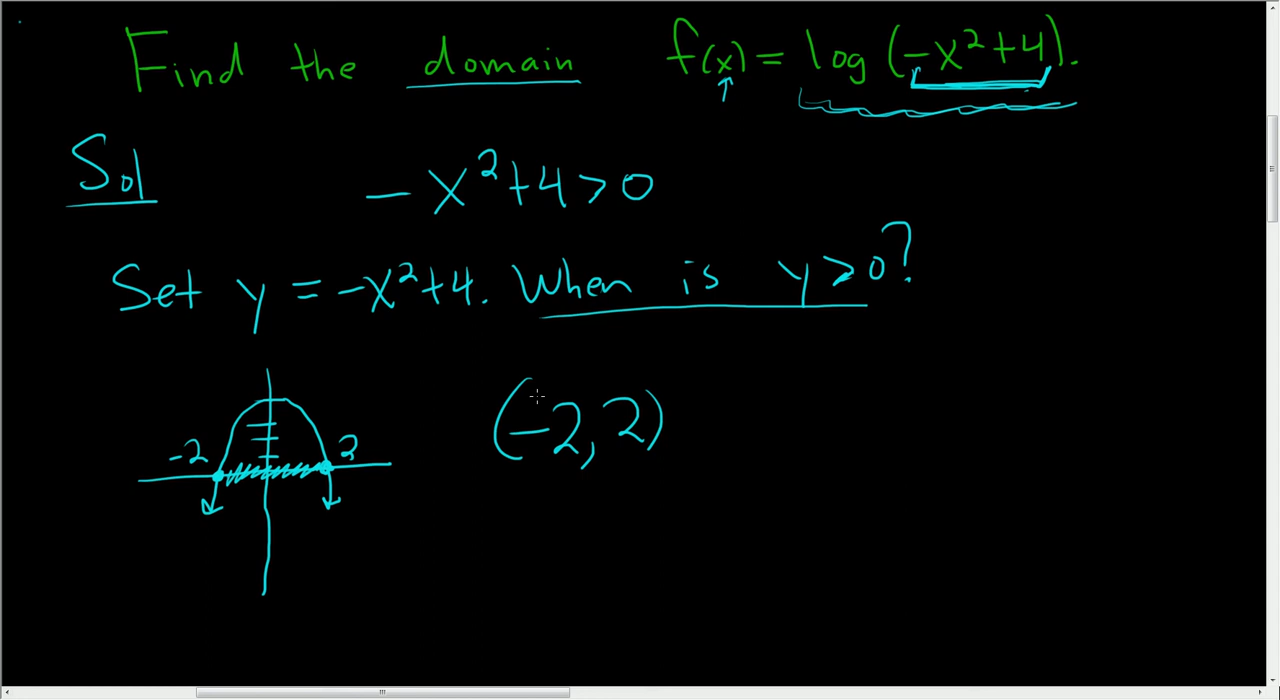 Find the domain f(x) = log (-x²+4).
Sol -x²+4>0
Set y = -x²+4. When is y>0?
-2 2 (-2,2)